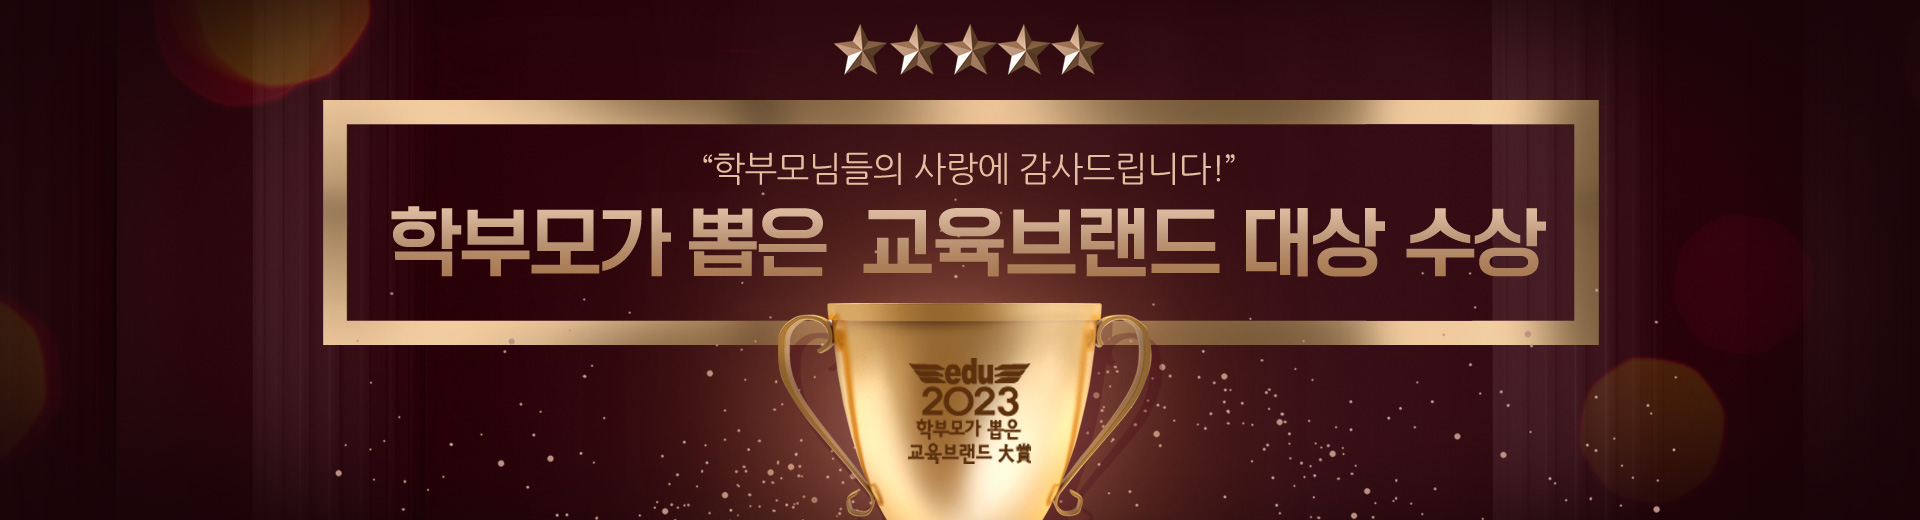 “학부모님들의 사랑에 감사드립니다!”
학부모가 뽑은 교육브랜드 대상 수상
edu
2023
학부모가 뽑은
교육브랜드 大賞